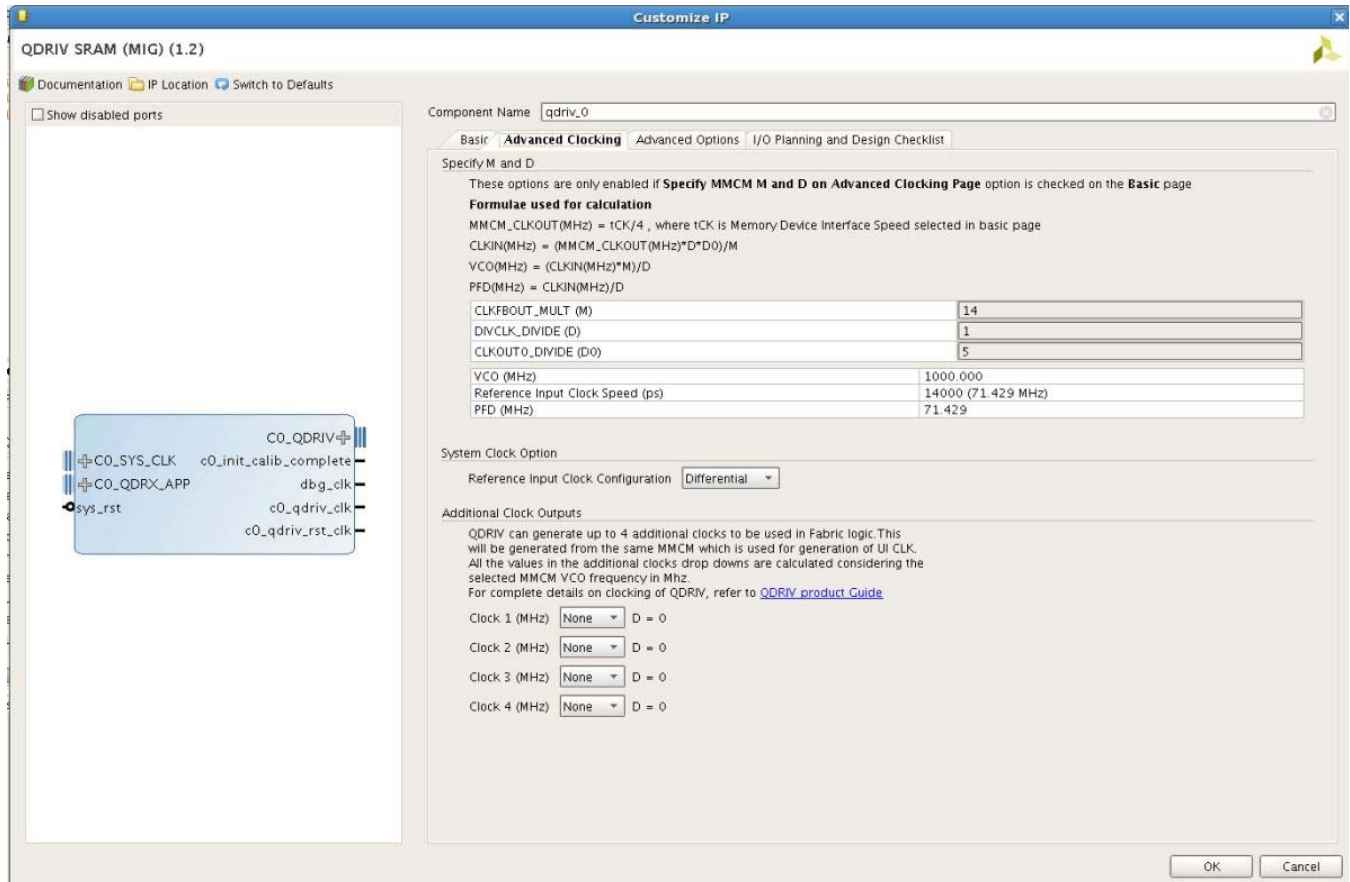 Customize IP
QDRIV SRAM (MIG) (1.2)
Documentation IP Location Switch to Defaults
Show disabled ports
C0_QDRIV
C0_SYS_CLK c0_init_calib_complete
C0_QDRX_APP dbg_clk
sys_rst c0_qdriv_clk
c0_qdriv_rst_clk
Component Name qdriv_0
Basic Advanced Clocking Advanced Options I/O Planning and Design Checklist
Specify M and D
These options are only enabled if Specify MMCM M and D on Advanced Clocking Page option is checked on the Basic page
Formulae used for calculation
MMCM_CLKOUT(MHz) = tCK/4 , where tCK is Memory Device Interface Speed selected in basic page
CLKIN(MHz) = (MMCM_CLKOUT(MHz)*D*D0)/M
VCO(MHz) = (CLKIN(MHz)*M)/D
PFD(MHz) = CLKIN(MHz)/D
CLKFBOUT_MULT (M) 14
DIVCLK_DIVIDE (D) 1
CLKOUT0_DIVIDE (D0) 5
VCO (MHz) 1000.000
Reference Input Clock Speed (ps) 14000 (71.429 MHz)
PFD (MHz) 71.429
System Clock Option
Reference Input Clock Configuration Differential
Additional Clock Outputs
QDRIV can generate up to 4 additional clocks to be used in Fabric logic.This
will be generated from the same MMCM which is used for generation of UI CLK.
All the values in the additional clocks drop downs are calculated considering the
selected MMCM VCO frequency in Mhz.
For complete details on clocking of QDRIV, refer to QDRIV product Guide
Clock 1 (MHz) None D = 0
Clock 2 (MHz) None D = 0
Clock 3 (MHz) None D = 0
Clock 4 (MHz) None D = 0
OK Cancel